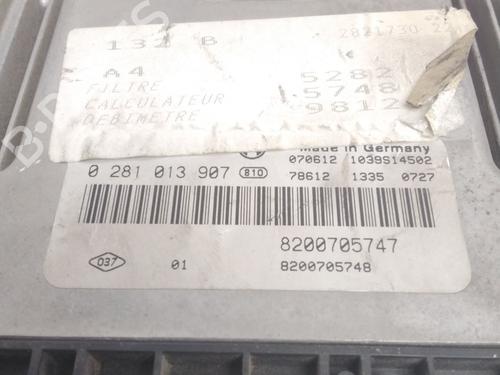 132 B
2821730
A4
5282
FILTRE
5748
CALCULATEUR
9812
DEBIMETRE
Made in Germany
070612 1039S14502
0 281 013 907 810
78612 1335 0727
8200705747
037
01
8200705748